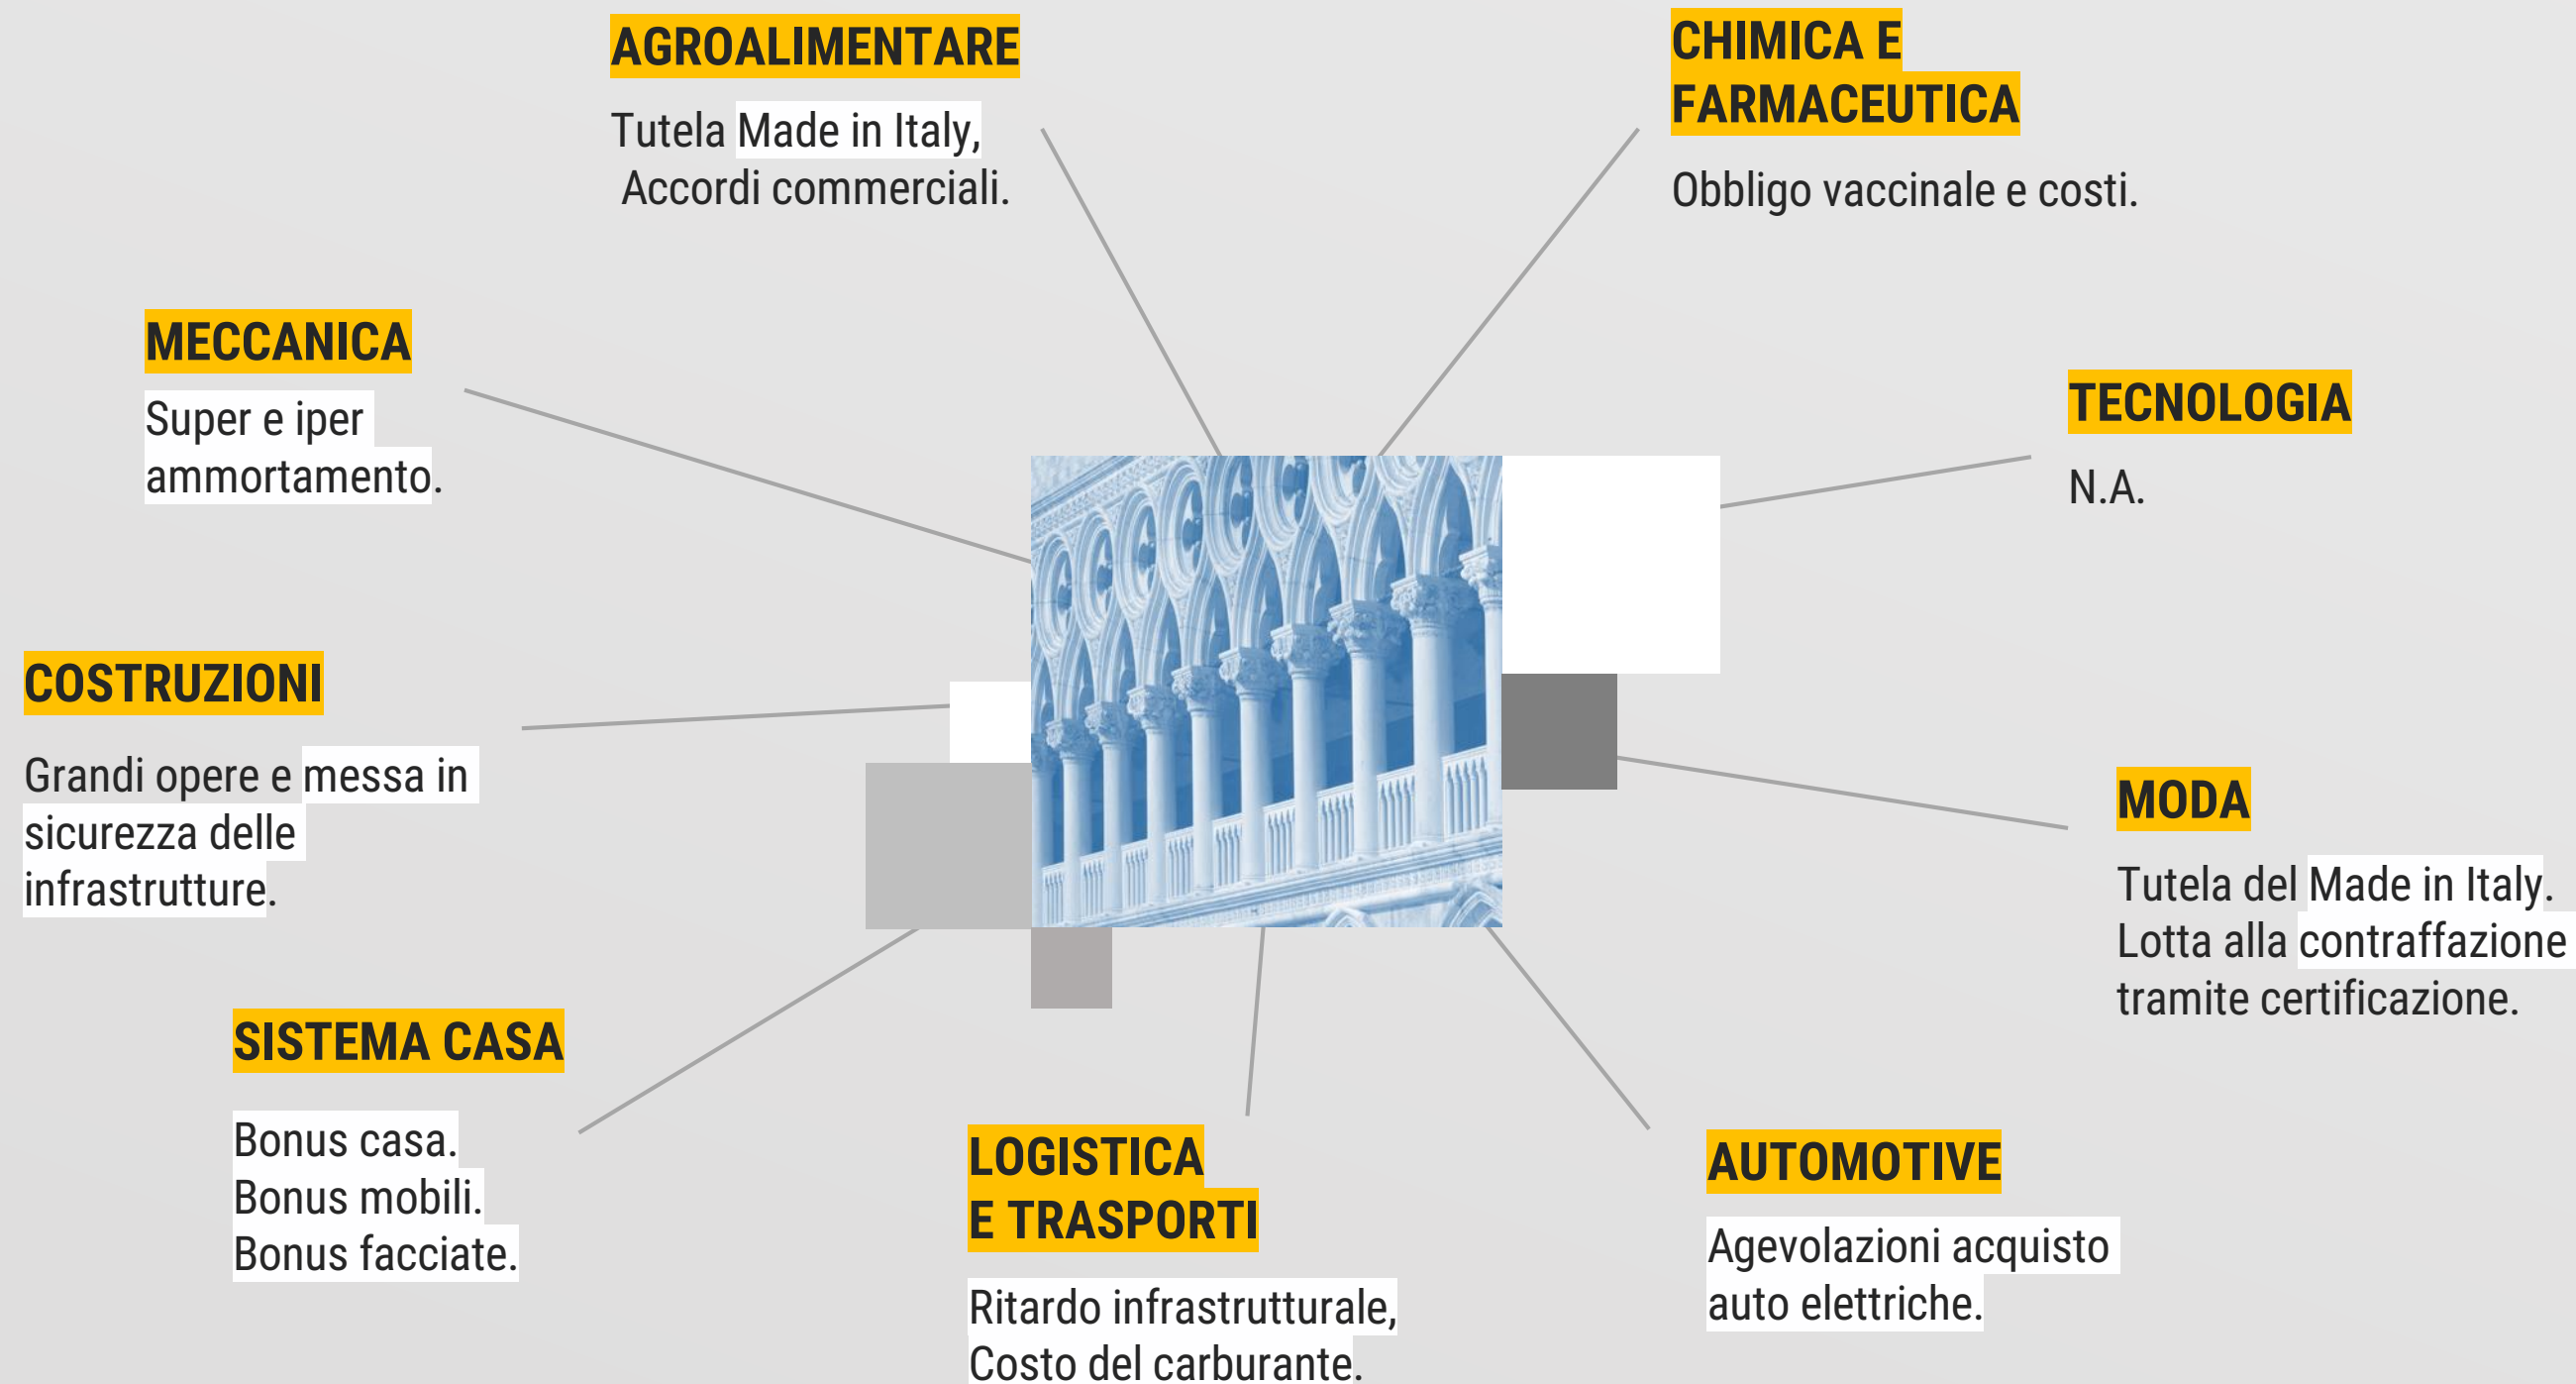 AGROALIMENTARE
Tutela Made in Italy,
Accordi commerciali.
CHIMICA E
FARMACEUTICA
Obbligo vaccinale e costi.
MECCANICA
Super e iper
ammortamento.
TECNOLOGIA
N.A.
COSTRUZIONI
Grandi opere e messa in
sicurezza delle
infrastrutture.
MODA
Tutela del Made in Italy.
Lotta alla contraffazione
tramite certificazione.
SISTEMA CASA
Bonus casa.
Bonus mobili.
Bonus facciate.
LOGISTICA
E TRASPORTI
Ritardo infrastrutturale,
Costo del carburante.
AUTOMOTIVE
Agevolazioni acquisto
auto elettriche.